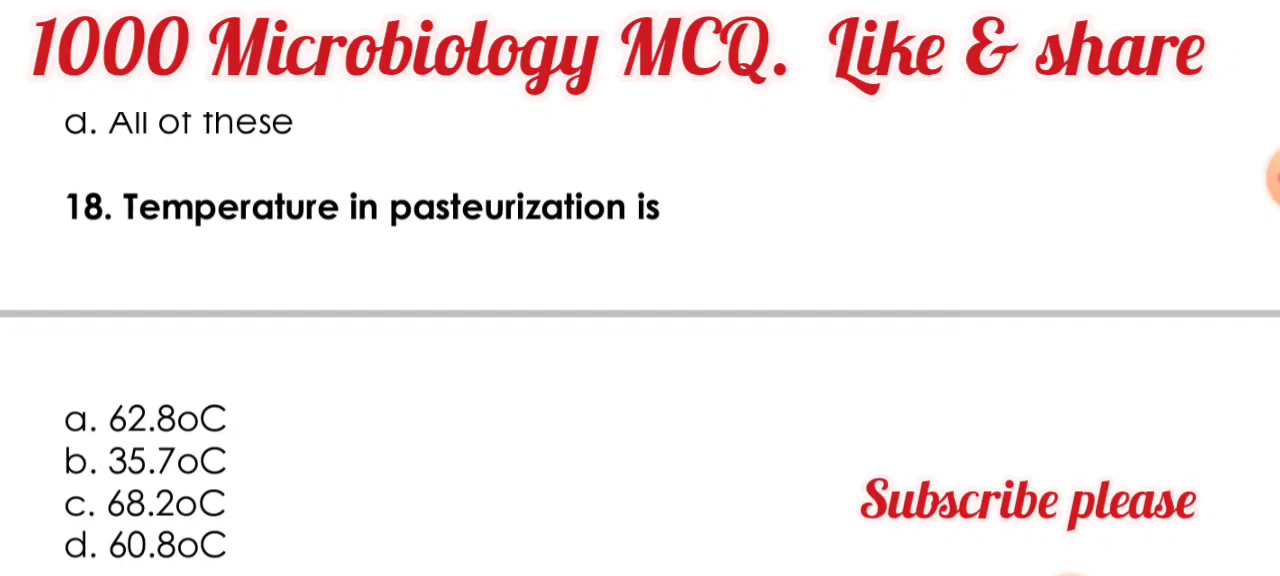 1000 Microbiology MCQ. Like & share
d. All of these
18. Temperature in pasteurization is
a. 62.8oC
b. 35.7oC
c. 68.2oC
d. 60.8oC
Subscribe please